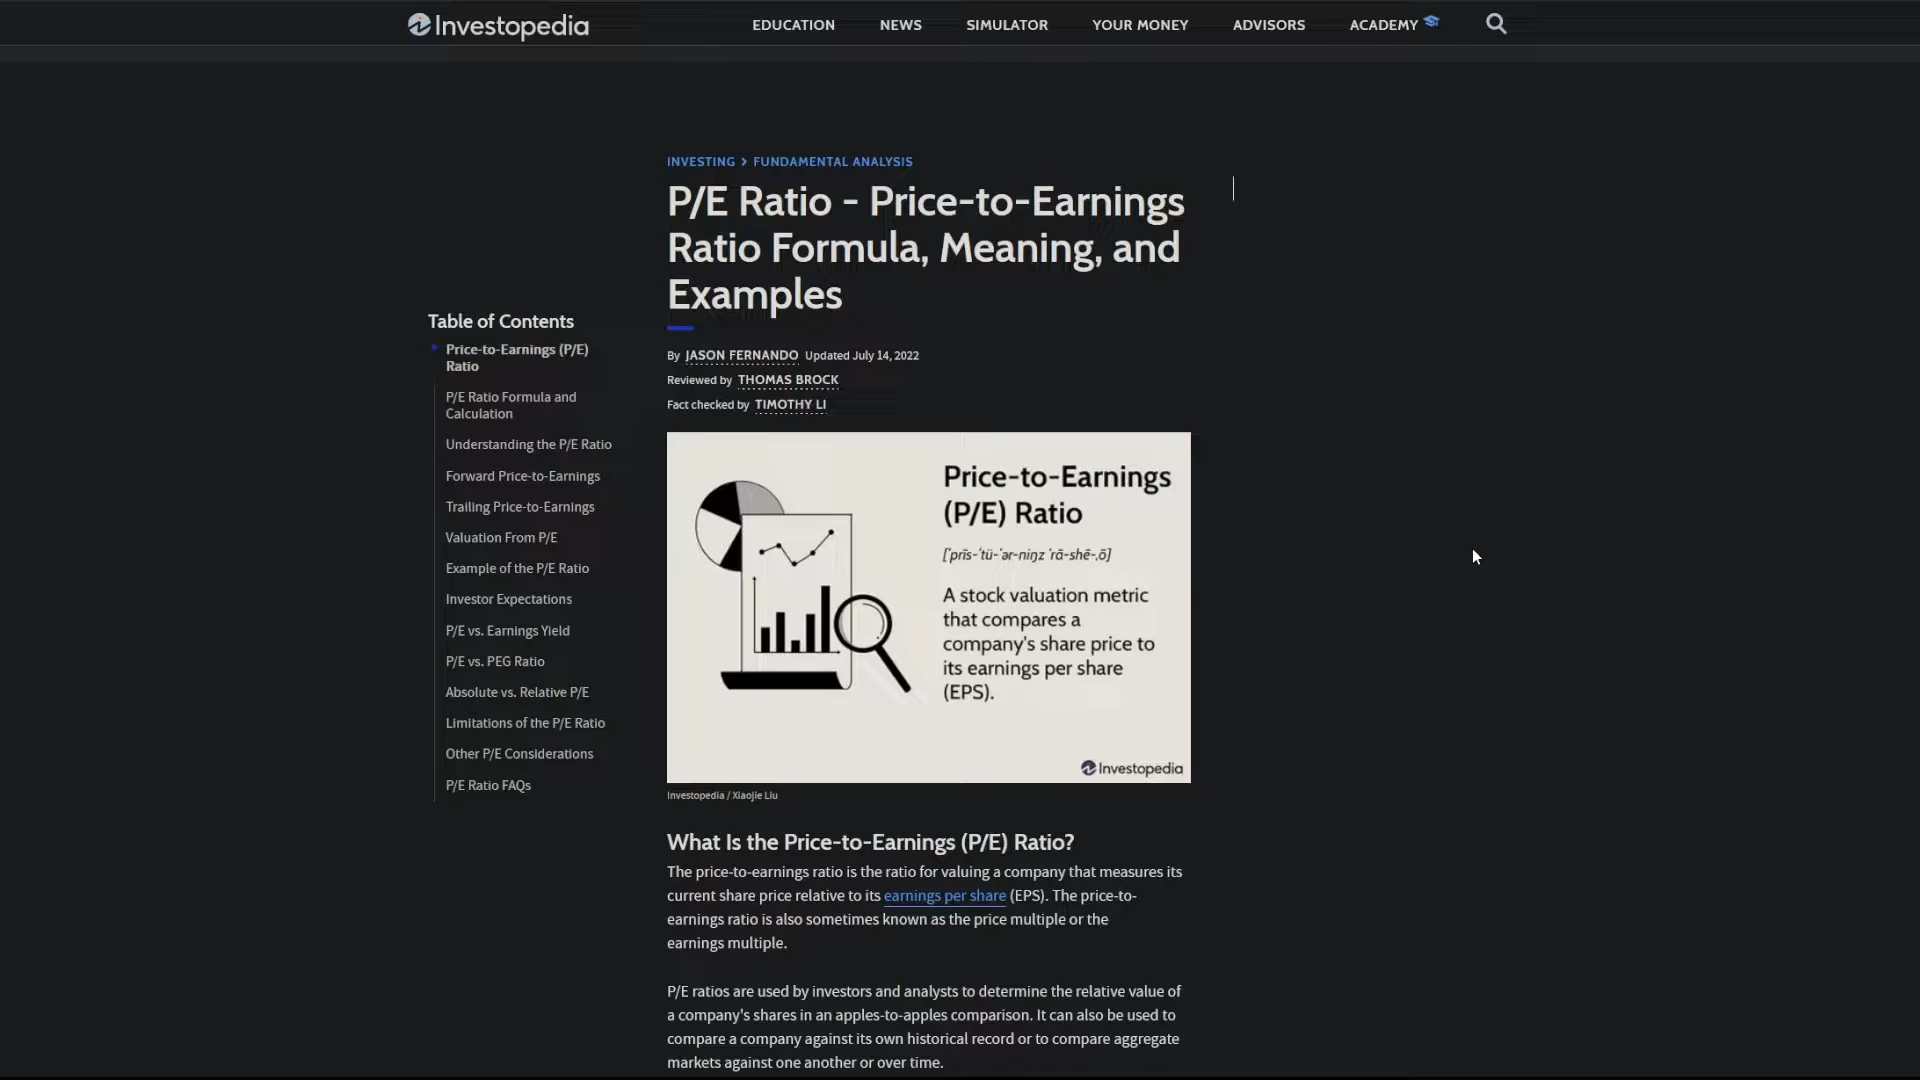 Investopedia
EDUCATION
NEWS
SIMULATOR
YOUR MONEY
ADVISORS
ACADEMY
INVESTING > FUNDAMENTAL ANALYSIS
P/E Ratio - Price-to-Earnings
Ratio Formula, Meaning, and
Examples
By JASON FERNANDO Updated July 14, 2022
Reviewed by THOMAS BROCK
Fact checked by TIMOTHY LI
Table of Contents
Price-to-Earnings (P/E)
Ratio
P/E Ratio Formula and
Calculation
Understanding the P/E Ratio
Forward Price-to-Earnings
Trailing Price-to-Earnings
Valuation From P/E
Example of the P/E Ratio
Investor Expectations
P/E vs. Earnings Yield
P/E vs. PEG Ratio
Absolute vs. Relative P/E
Limitations of the P/E Ratio
Other P/E Considerations
P/E Ratio FAQs
Price-to-Earnings
(P/E) Ratio
['prīs-'tü-'ər-niŋz 'rā-shē-,ō]
A stock valuation metric
that compares a
company's share price to
its earnings per share
(EPS).
Investopedia
Investopedia / Xiaojie Liu
What Is the Price-to-Earnings (P/E) Ratio?
The price-to-earnings ratio is the ratio for valuing a company that measures its
current share price relative to its earnings per share (EPS). The price-to-
earnings ratio is also sometimes known as the price multiple or the
earnings multiple.
P/E ratios are used by investors and analysts to determine the relative value of
a company's shares in an apples-to-apples comparison. It can also be used to
compare a company against its own historical record or to compare aggregate
markets against one another or over time.